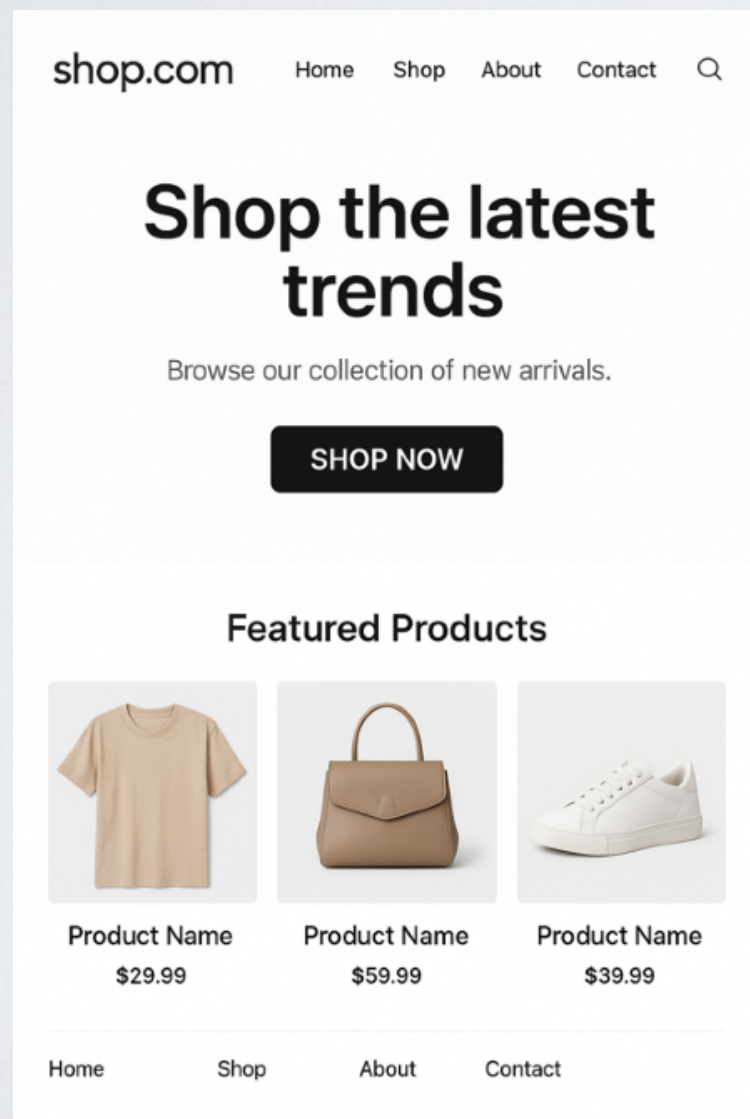 shop.com
Home Shop About Contact
Shop the latest
trends
Browse our collection of new arrivals.
SHOP NOW
Featured Products
Product Name Product Name Product Name
$29.99 $59.99 $39.99
Home Shop About Contact